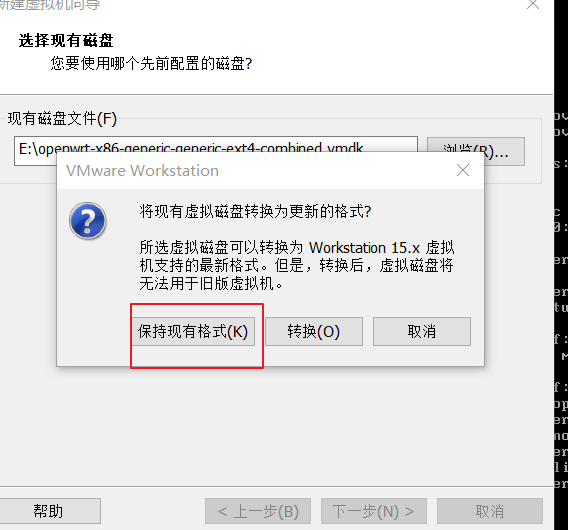 新建虚拟机向导
选择现有磁盘
您要使用哪个先前配置的磁盘?
现有磁盘文件(F)
E:\openwrt-x86-generic-generic-ext4-combined.vmdk
浏览(R)...
VMware Workstation
将现有虚拟磁盘转换为更新的格式?
所选虚拟磁盘可以转换为 Workstation 15.x 虚拟
机支持的最新格式。但是，转换后，虚拟磁盘将
无法用于旧版虚拟机。
保持现有格式(K)
转换(O)
取消
帮助
< 上一步(B)
下一步(N) >
取消